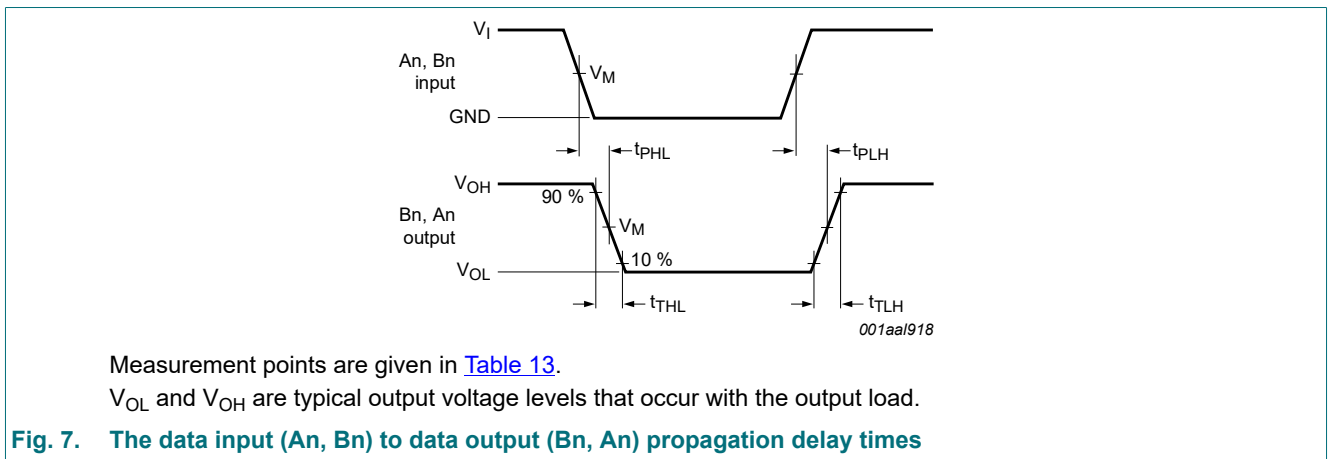 VI
An, Bn
input
VM
GND
tPHL
tPLH
VOH
90 %
Bn, An
output
VM
10 %
VOL
tTHL
tTLH
001aal918
Measurement points are given in Table 13.
VOL and VOH are typical output voltage levels that occur with the output load.
Fig. 7. The data input (An, Bn) to data output (Bn, An) propagation delay times